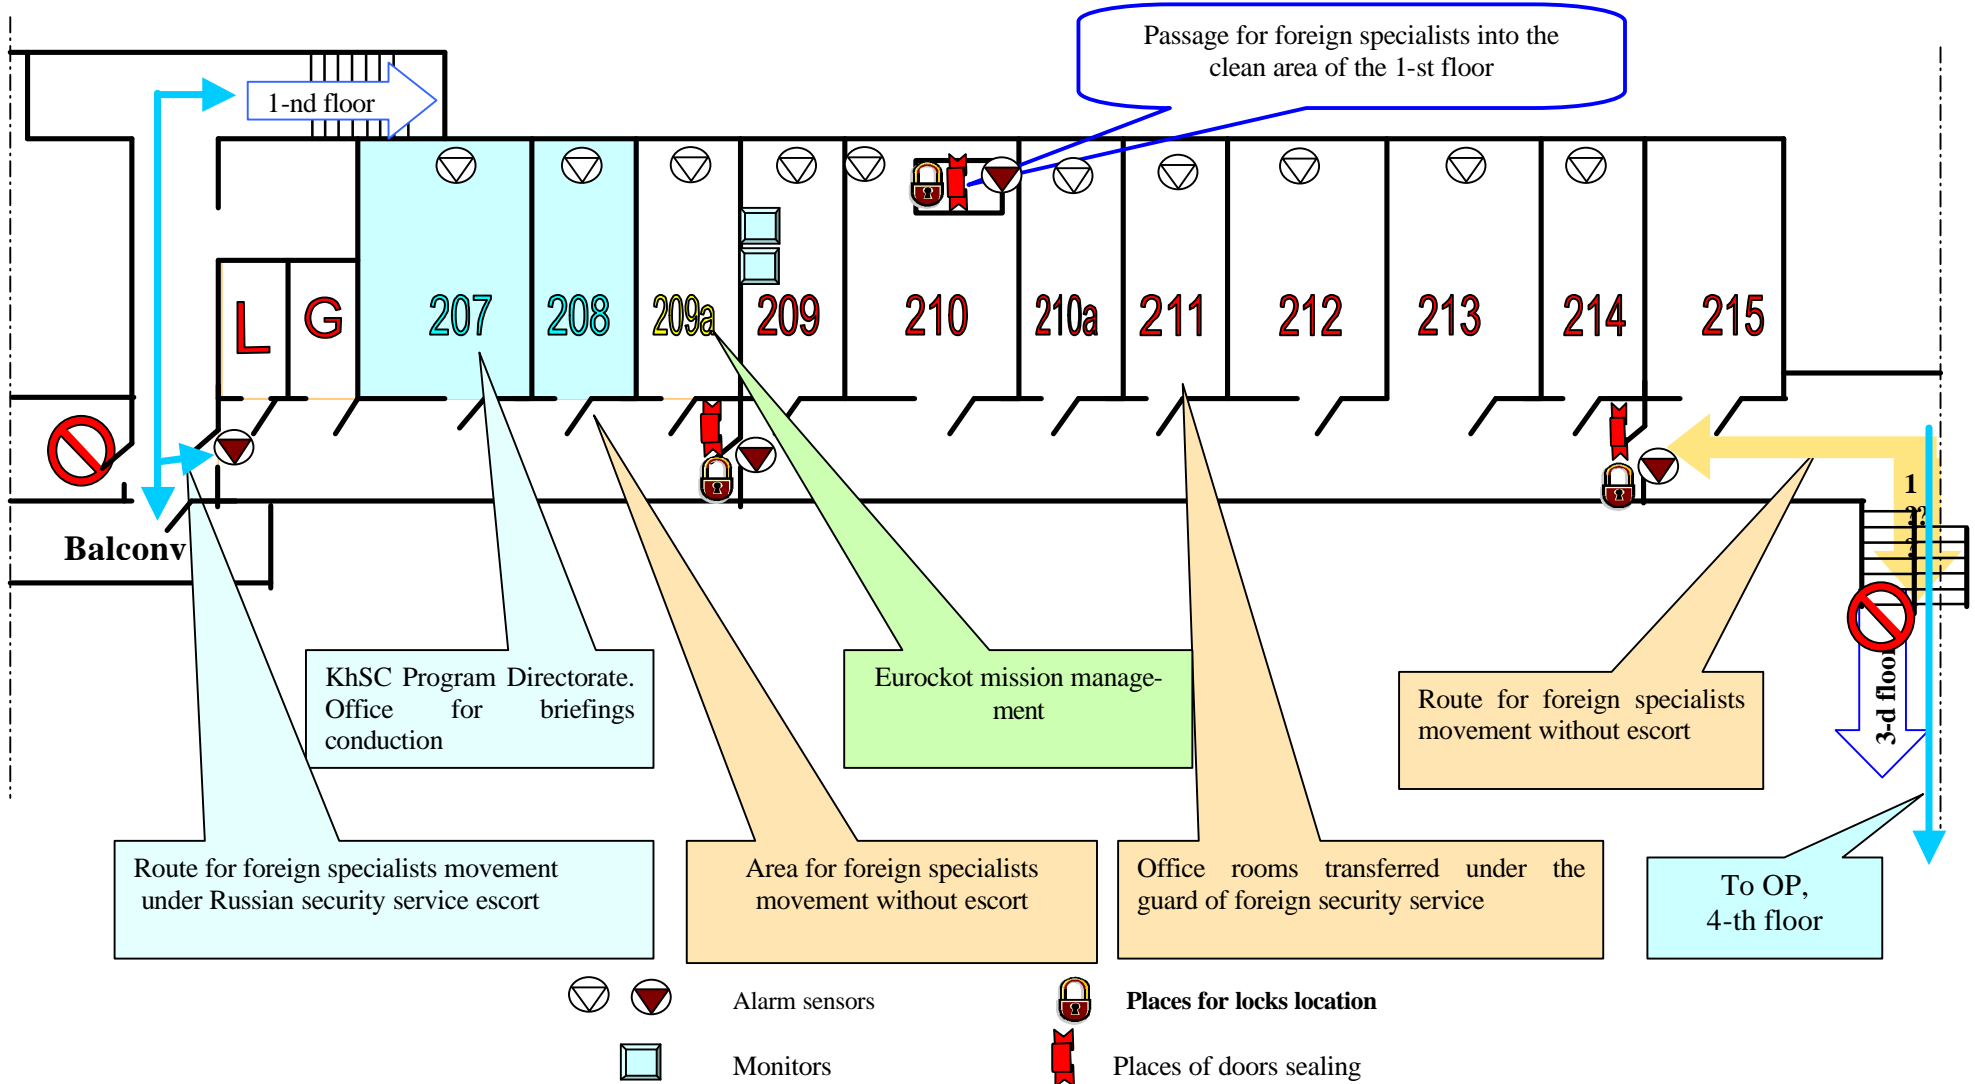 Passage for foreign specialists into the
clean area of the 1-st floor
1-nd floor
L
G
207
208
209a
209
210
210a
211
212
213
214
215
1
??
Balcony
3-d floor
KhSC Program Directorate.
Office for briefings
conduction
Eurockot mission manage-
ment
Route for foreign specialists
movement without escort
Route for foreign specialists movement
under Russian security service escort
Area for foreign specialists
movement without escort
Office rooms transferred under the
guard of foreign security service
To OP,
4-th floor
Alarm sensors
Places for locks location
Monitors
Places of doors sealing